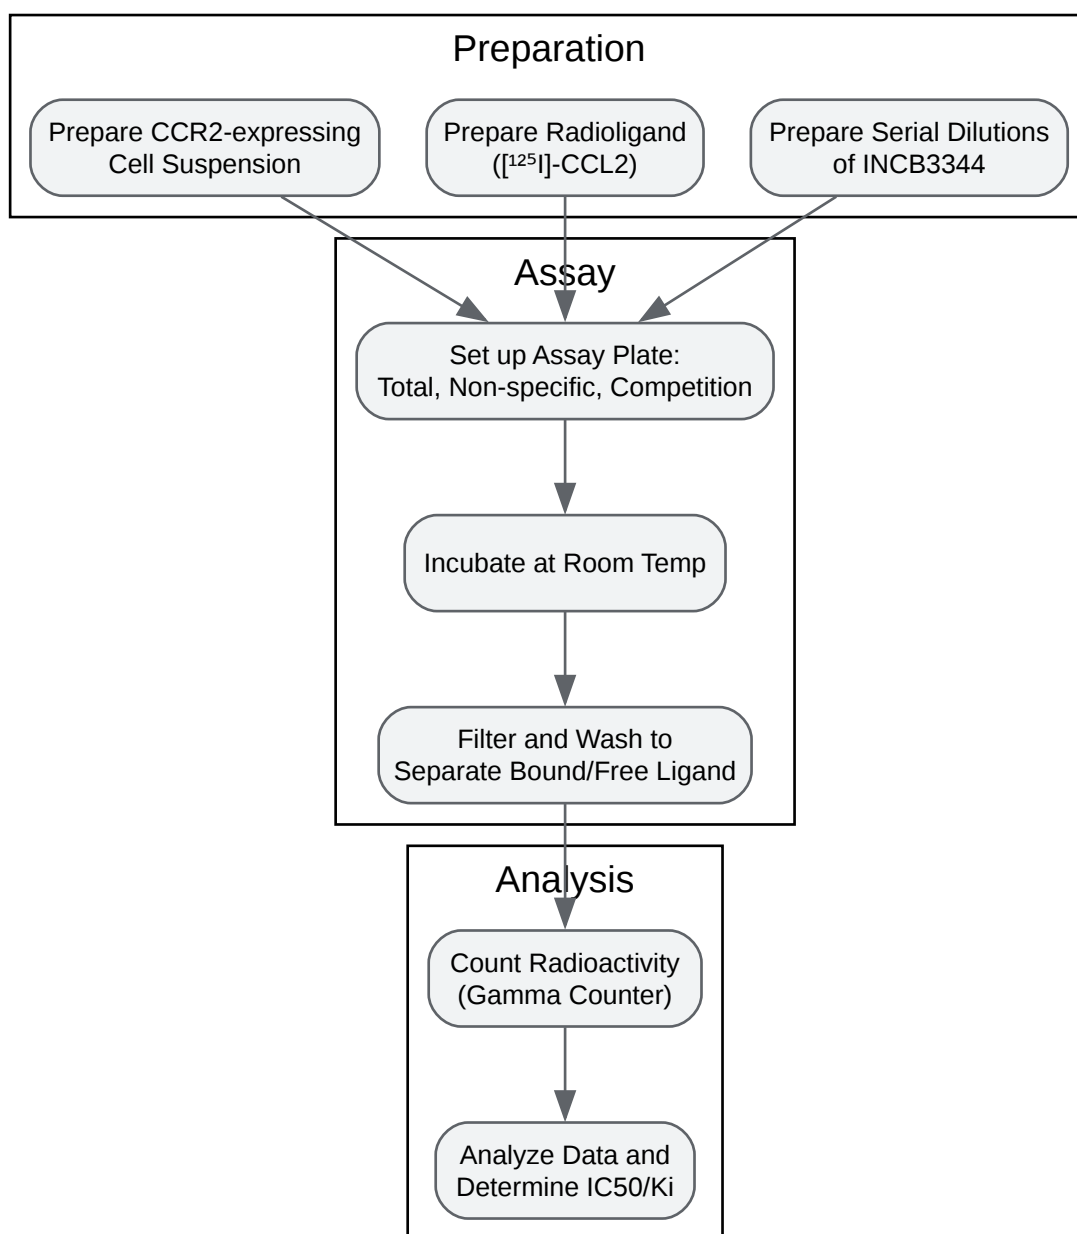 Preparation
Prepare CCR2-expressing
Cell Suspension
Prepare Radioligand
([¹²⁵I]-CCL2)
Prepare Serial Dilutions
of INCB3344
Assay
Set up Assay Plate:
Total, Non-specific, Competition
Incubate at Room Temp
Filter and Wash to
Separate Bound/Free Ligand
Analysis
Count Radioactivity
(Gamma Counter)
Analyze Data and
Determine IC50/Ki